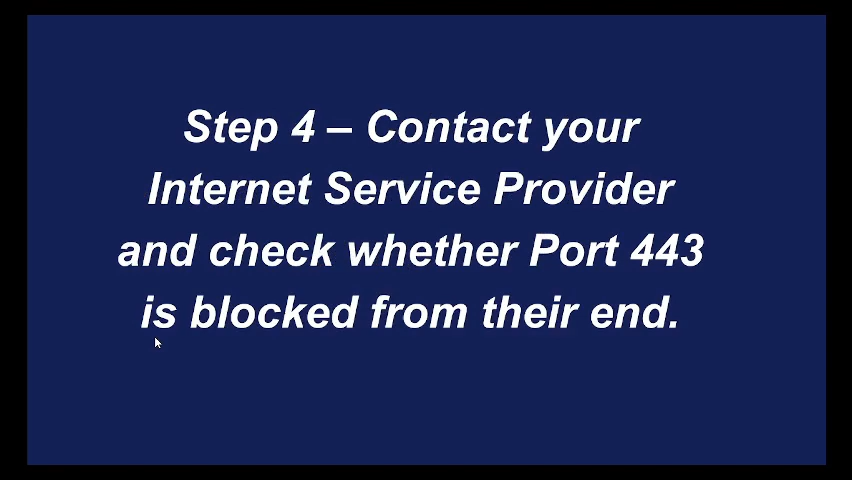 Step 4 – Contact your
Internet Service Provider
and check whether Port 443
is blocked from their end.